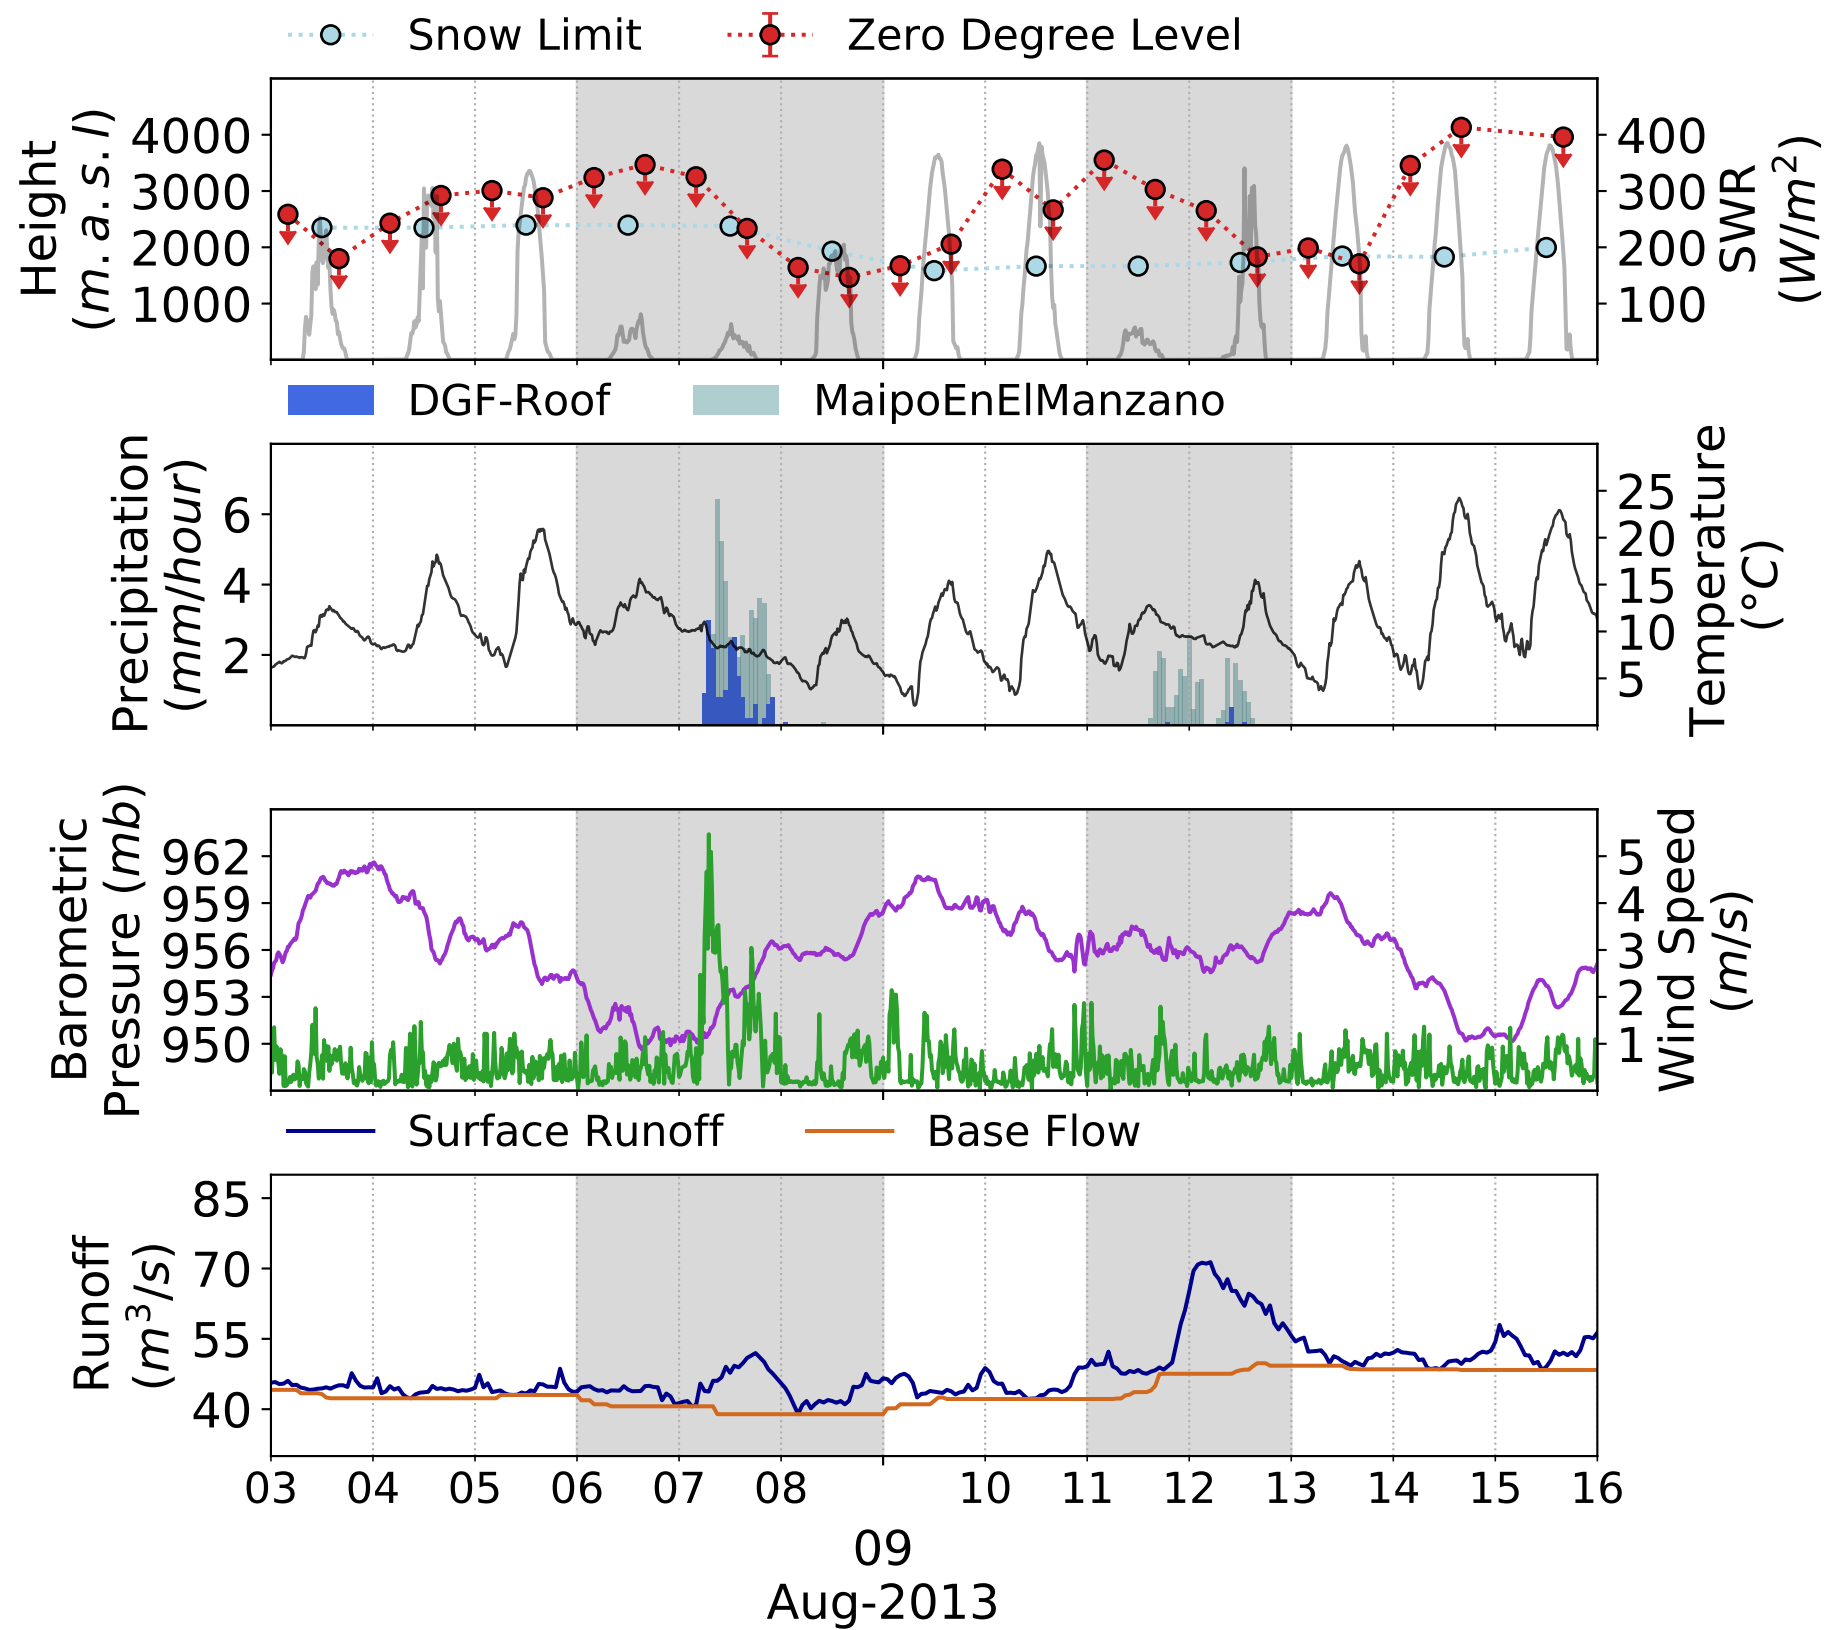 Snow Limit Zero Degree Level
Height
(m.a.s.l)
4000
3000
2000
1000
400
300
200
100
SWR
(W/m²)
DGF-Roof MaipoEnElManzano
Precipitation
(mm/hour)
6
4
2
25
20
15
10
5
Temperature
(°C)
Barometric
Pressure (mb)
962
959
956
953
950
5
4
3
2
1
Wind Speed
(m/s)
Surface Runoff Base Flow
Runoff
(m³/s)
85
70
55
40
03 04 05 06 07 08 10 11 12 13 14 15 16
09
Aug-2013